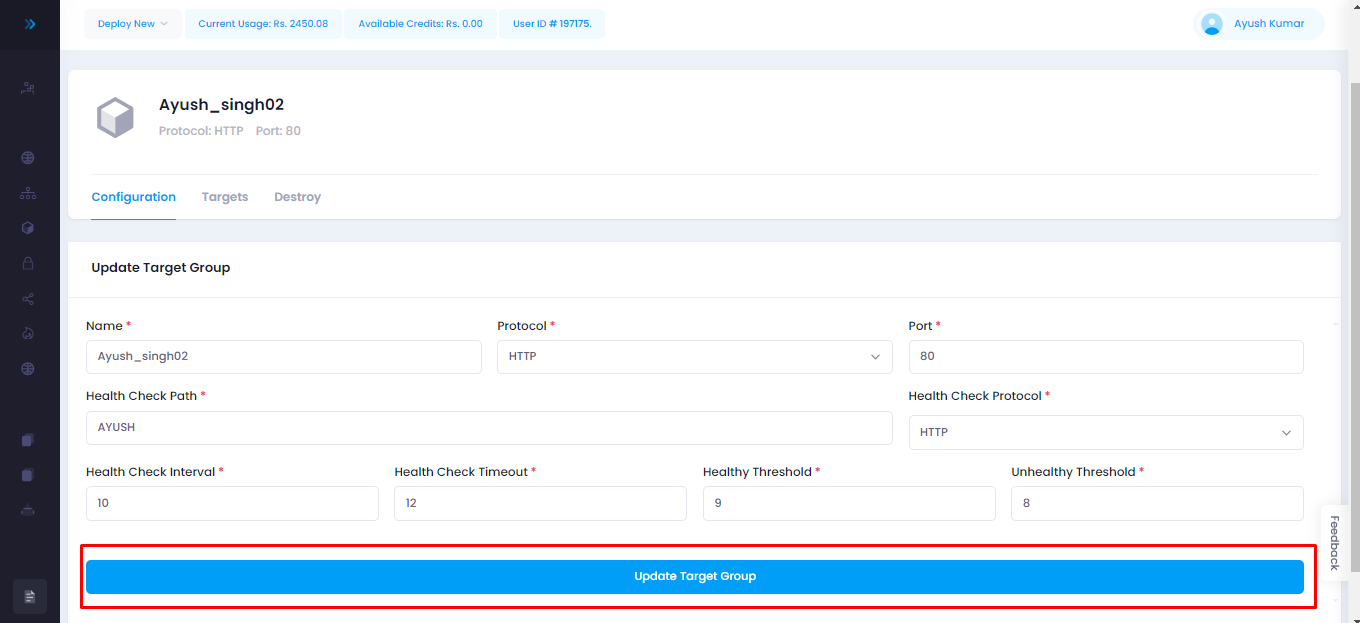 Deploy New
Current Usage: Rs. 2450.08
Available Credits: Rs. 0.00
User ID # 197175.
Ayush Kumar
Ayush_singh02
Protocol: HTTP Port: 80
Configuration Targets Destroy
Update Target Group
Name * Protocol * Port *
Ayush_singh02 HTTP 80
Health Check Path * Health Check Protocol *
AYUSH HTTP
Health Check Interval * Health Check Timeout * Healthy Threshold * Unhealthy Threshold *
10 12 9 8
Feedback
Update Target Group